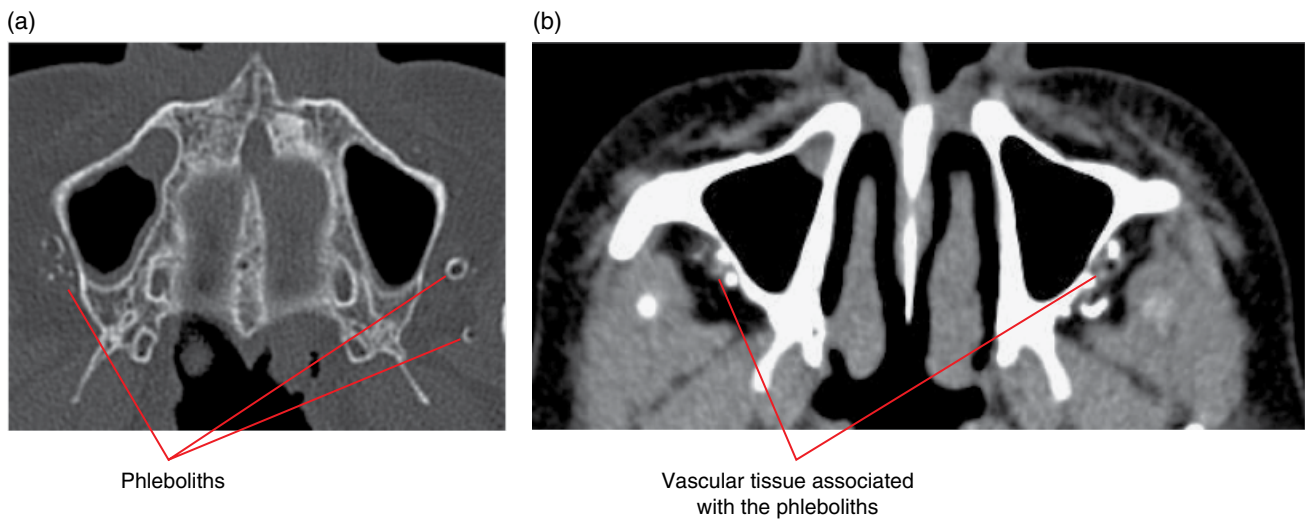 (a)
(b)
Phleboliths
Vascular tissue associated
with the phleboliths